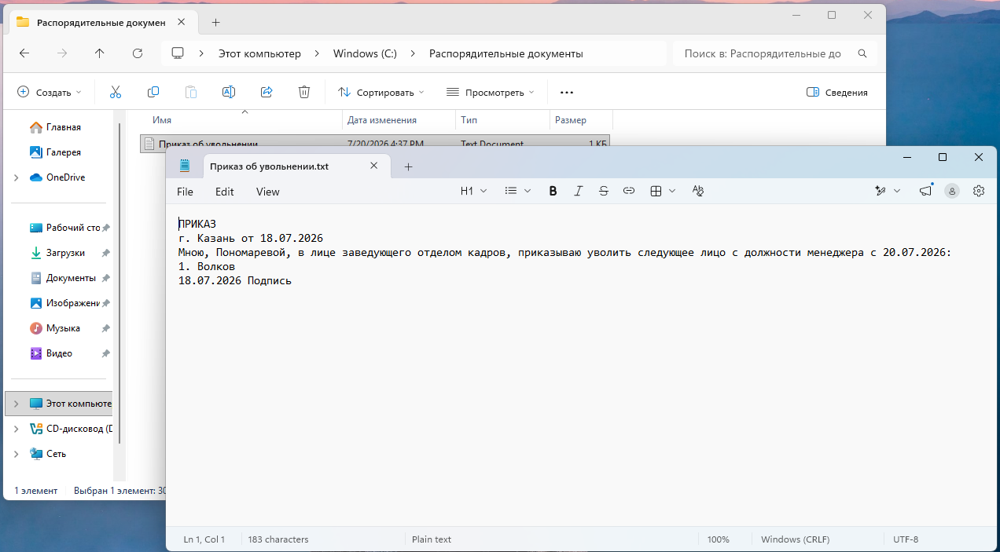 Распорядительные докумен
Этот компьютер
Windows (C:)
Распорядительные документы
Поиск в: Распорядительные до
Создать
Сортировать
Просмотреть
Сведения
Главная
Галерея
OneDrive
Рабочий сто
Загрузки
Документы
Изображени
Музыка
Видео
Этот компьюте
CD-дисковод (D
Сеть
Имя
Дата изменения
Тип
Размер
Приказ об увольнении
7/20/2026 4:37 PM
Text Document
1 КБ
1 элемент
Выбран 1 элемент: 30
Приказ об увольнении.txt
File
Edit
View
H1
B
ПРИКАЗ
г. Казань от 18.07.2026
Мною, Пономаревой, в лице заведующего отделом кадров, приказываю уволить следующее лицо с должности менеджера с 20.07.2026:
1. Волков
18.07.2026 Подпись
Ln 1, Col 1
183 characters
Plain text
100%
Windows (CRLF)
UTF-8